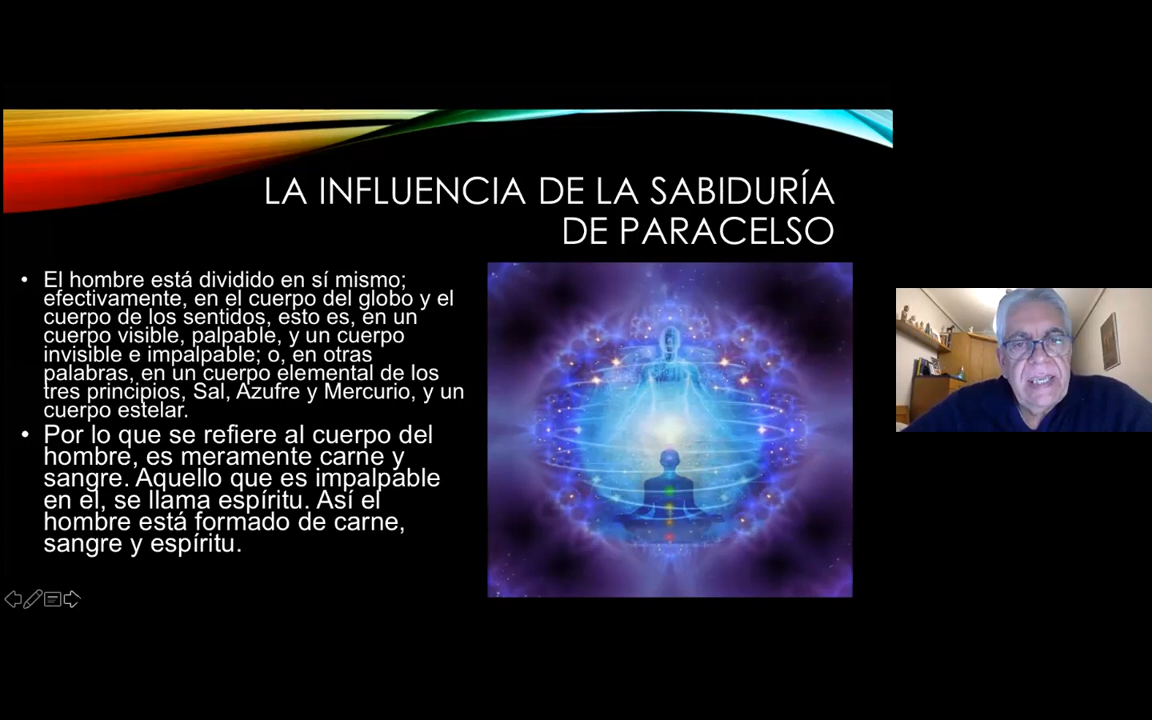 LA INFLUENCIA DE LA SABIDURÍA
DE PARACELSO
• El hombre está dividido en sí mismo;
efectivamente, en el cuerpo del globo y el
cuerpo de los sentidos, esto es, en un
cuerpo visible, palpable, y un cuerpo
invisible e impalpable; o, en otras
palabras, en un cuerpo elemental de los
tres principios, Sal, Azufre y Mercurio, y un
cuerpo estelar.
• Por lo que se refiere al cuerpo del
hombre, es meramente carne y
sangre. Aquello que es impalpable
en el, se llama espíritu. Así el
hombre está formado de carne,
sangre y espíritu.